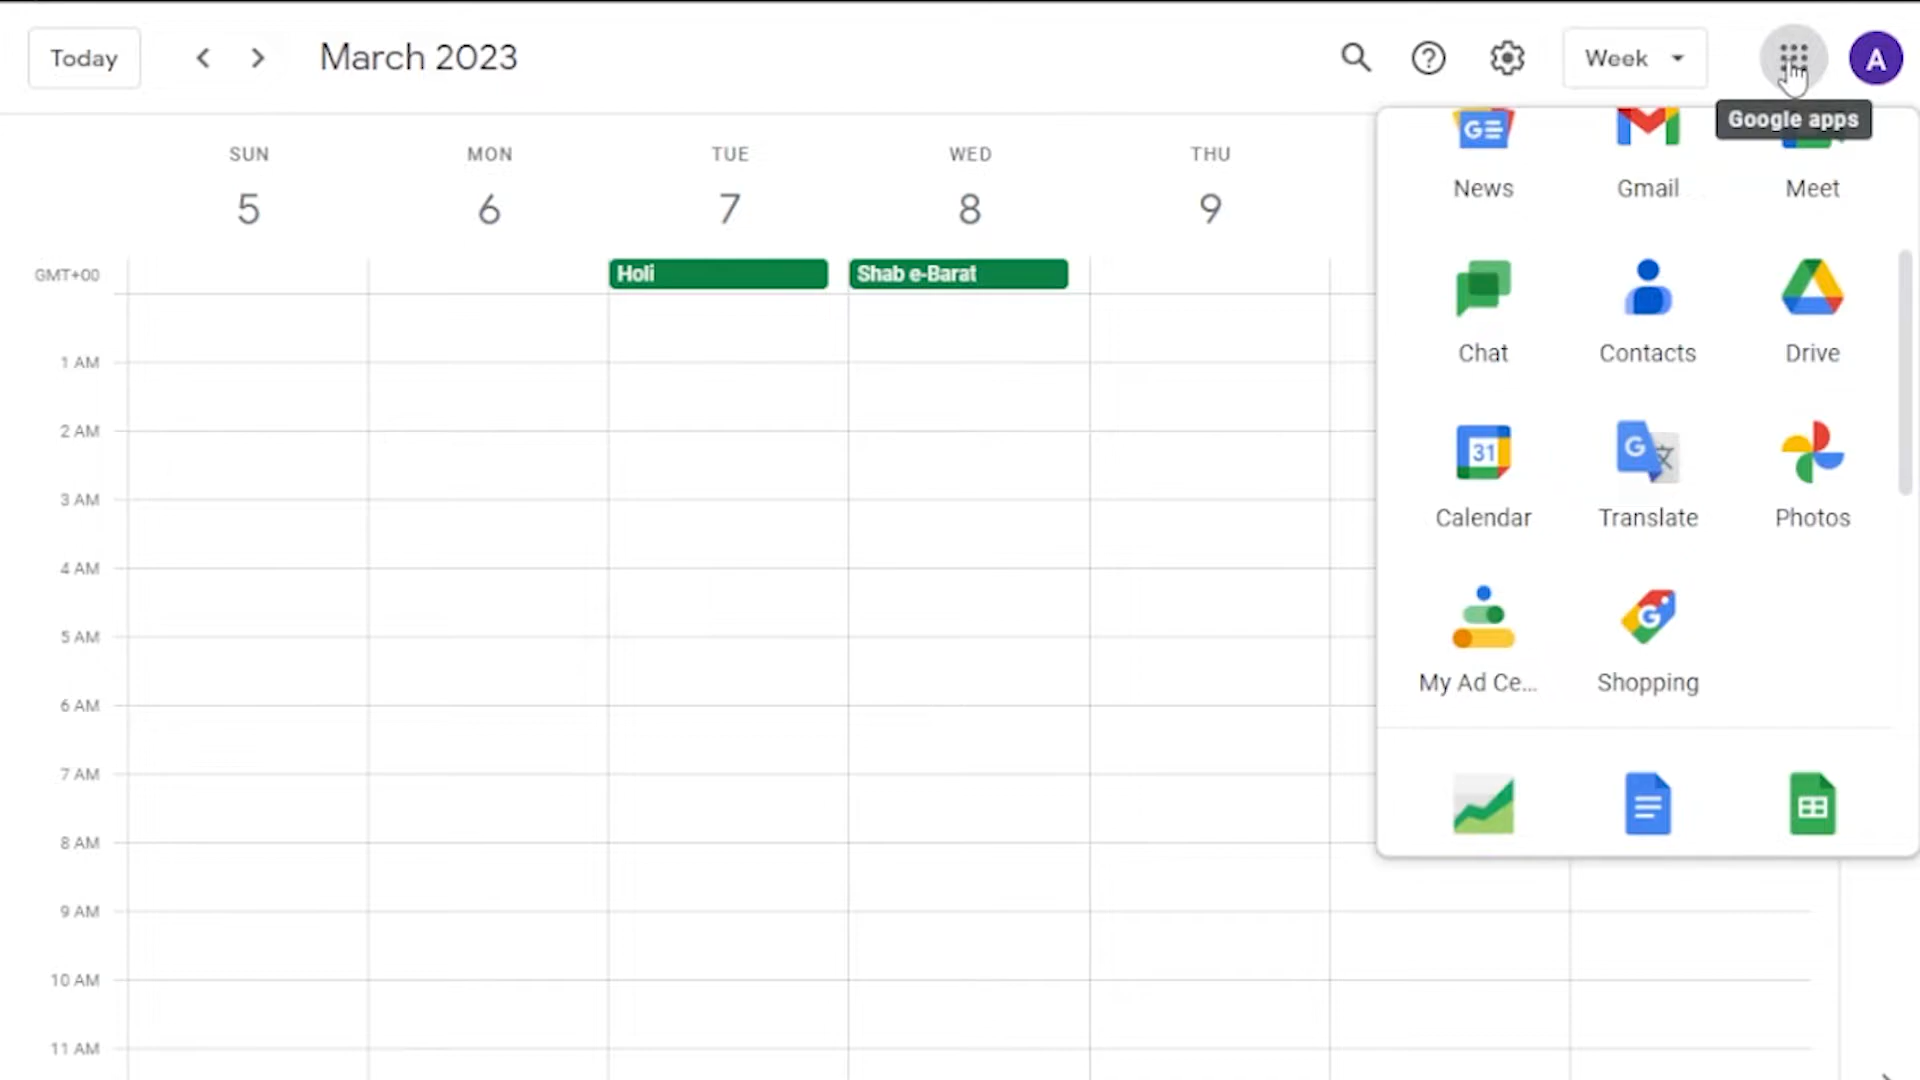 Today
March 2023
Week
A
Google apps
SUN
MON
TUE
WED
THU
5
6
7
8
9
GMT+00
Holi
Shab e-Barat
1 AM
2 AM
3 AM
4 AM
5 AM
6 AM
7 AM
8 AM
9 AM
10 AM
11 AM
News
Gmail
Meet
Chat
Contacts
Drive
31
Calendar
Translate
Photos
My Ad Ce...
Shopping